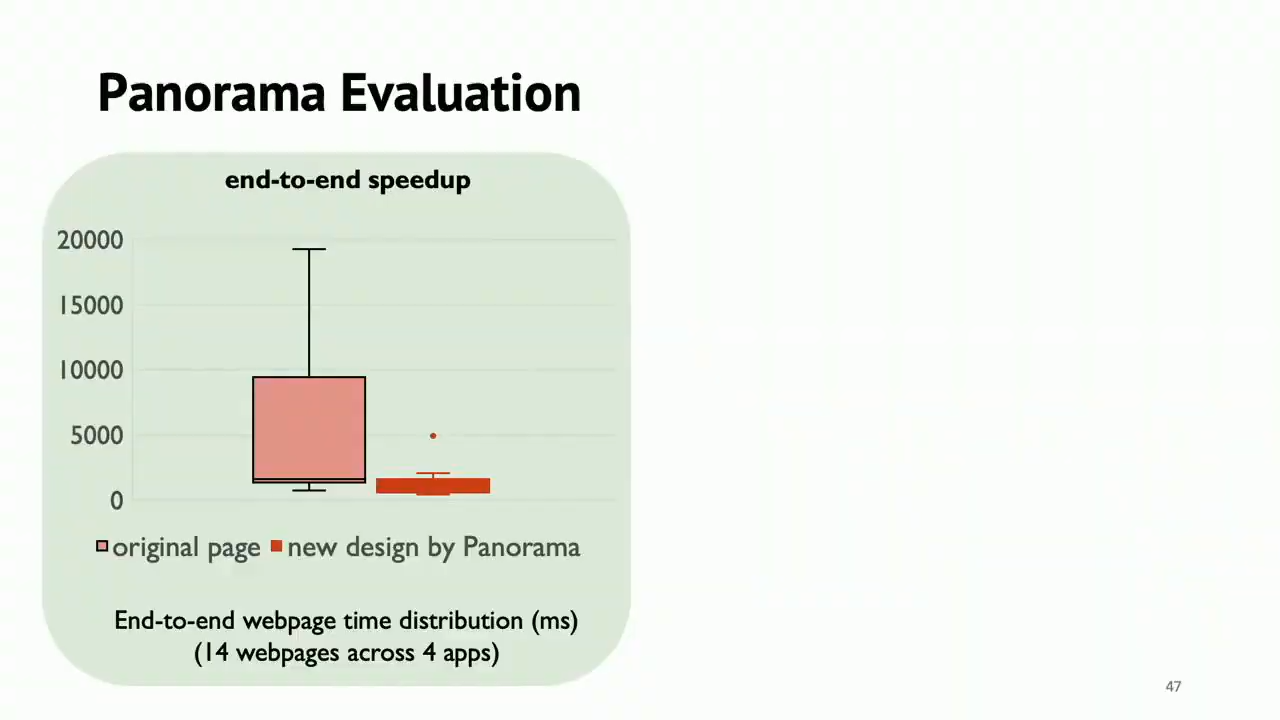 Panorama Evaluation
end-to-end speedup
20000
15000
10000
5000
0
original page new design by Panorama
End-to-end webpage time distribution (ms)
(14 webpages across 4 apps)
47